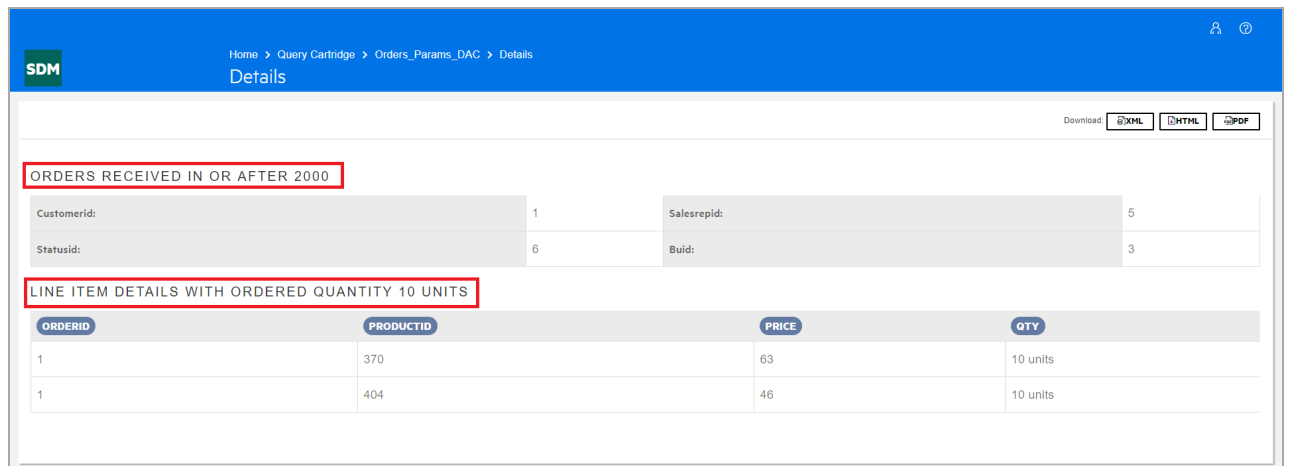 SDM
Home > Query Cartridge > Orders_Params_DAC > Details
Details
Download: XML HTML PDF
ORDERS RECEIVED IN OR AFTER 2000
Customerid: 1 Salesrepid: 5
Statusid: 6 Buid: 3
LINE ITEM DETAILS WITH ORDERED QUANTITY 10 UNITS
ORDERID PRODUCTID PRICE QTY
1 370 63 10 units
1 404 46 10 units